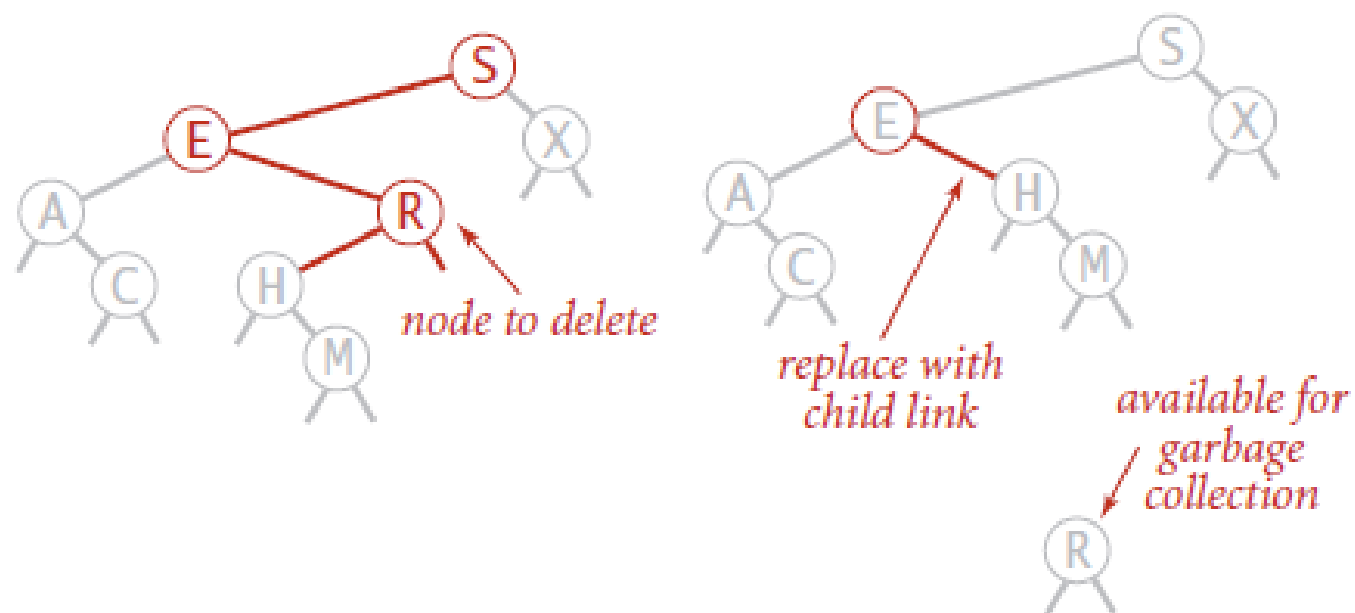 S
E
X
A
R
C
H
M
node to delete
S
E
X
A
H
C
M
replace with
child link
available for
garbage
collection
R